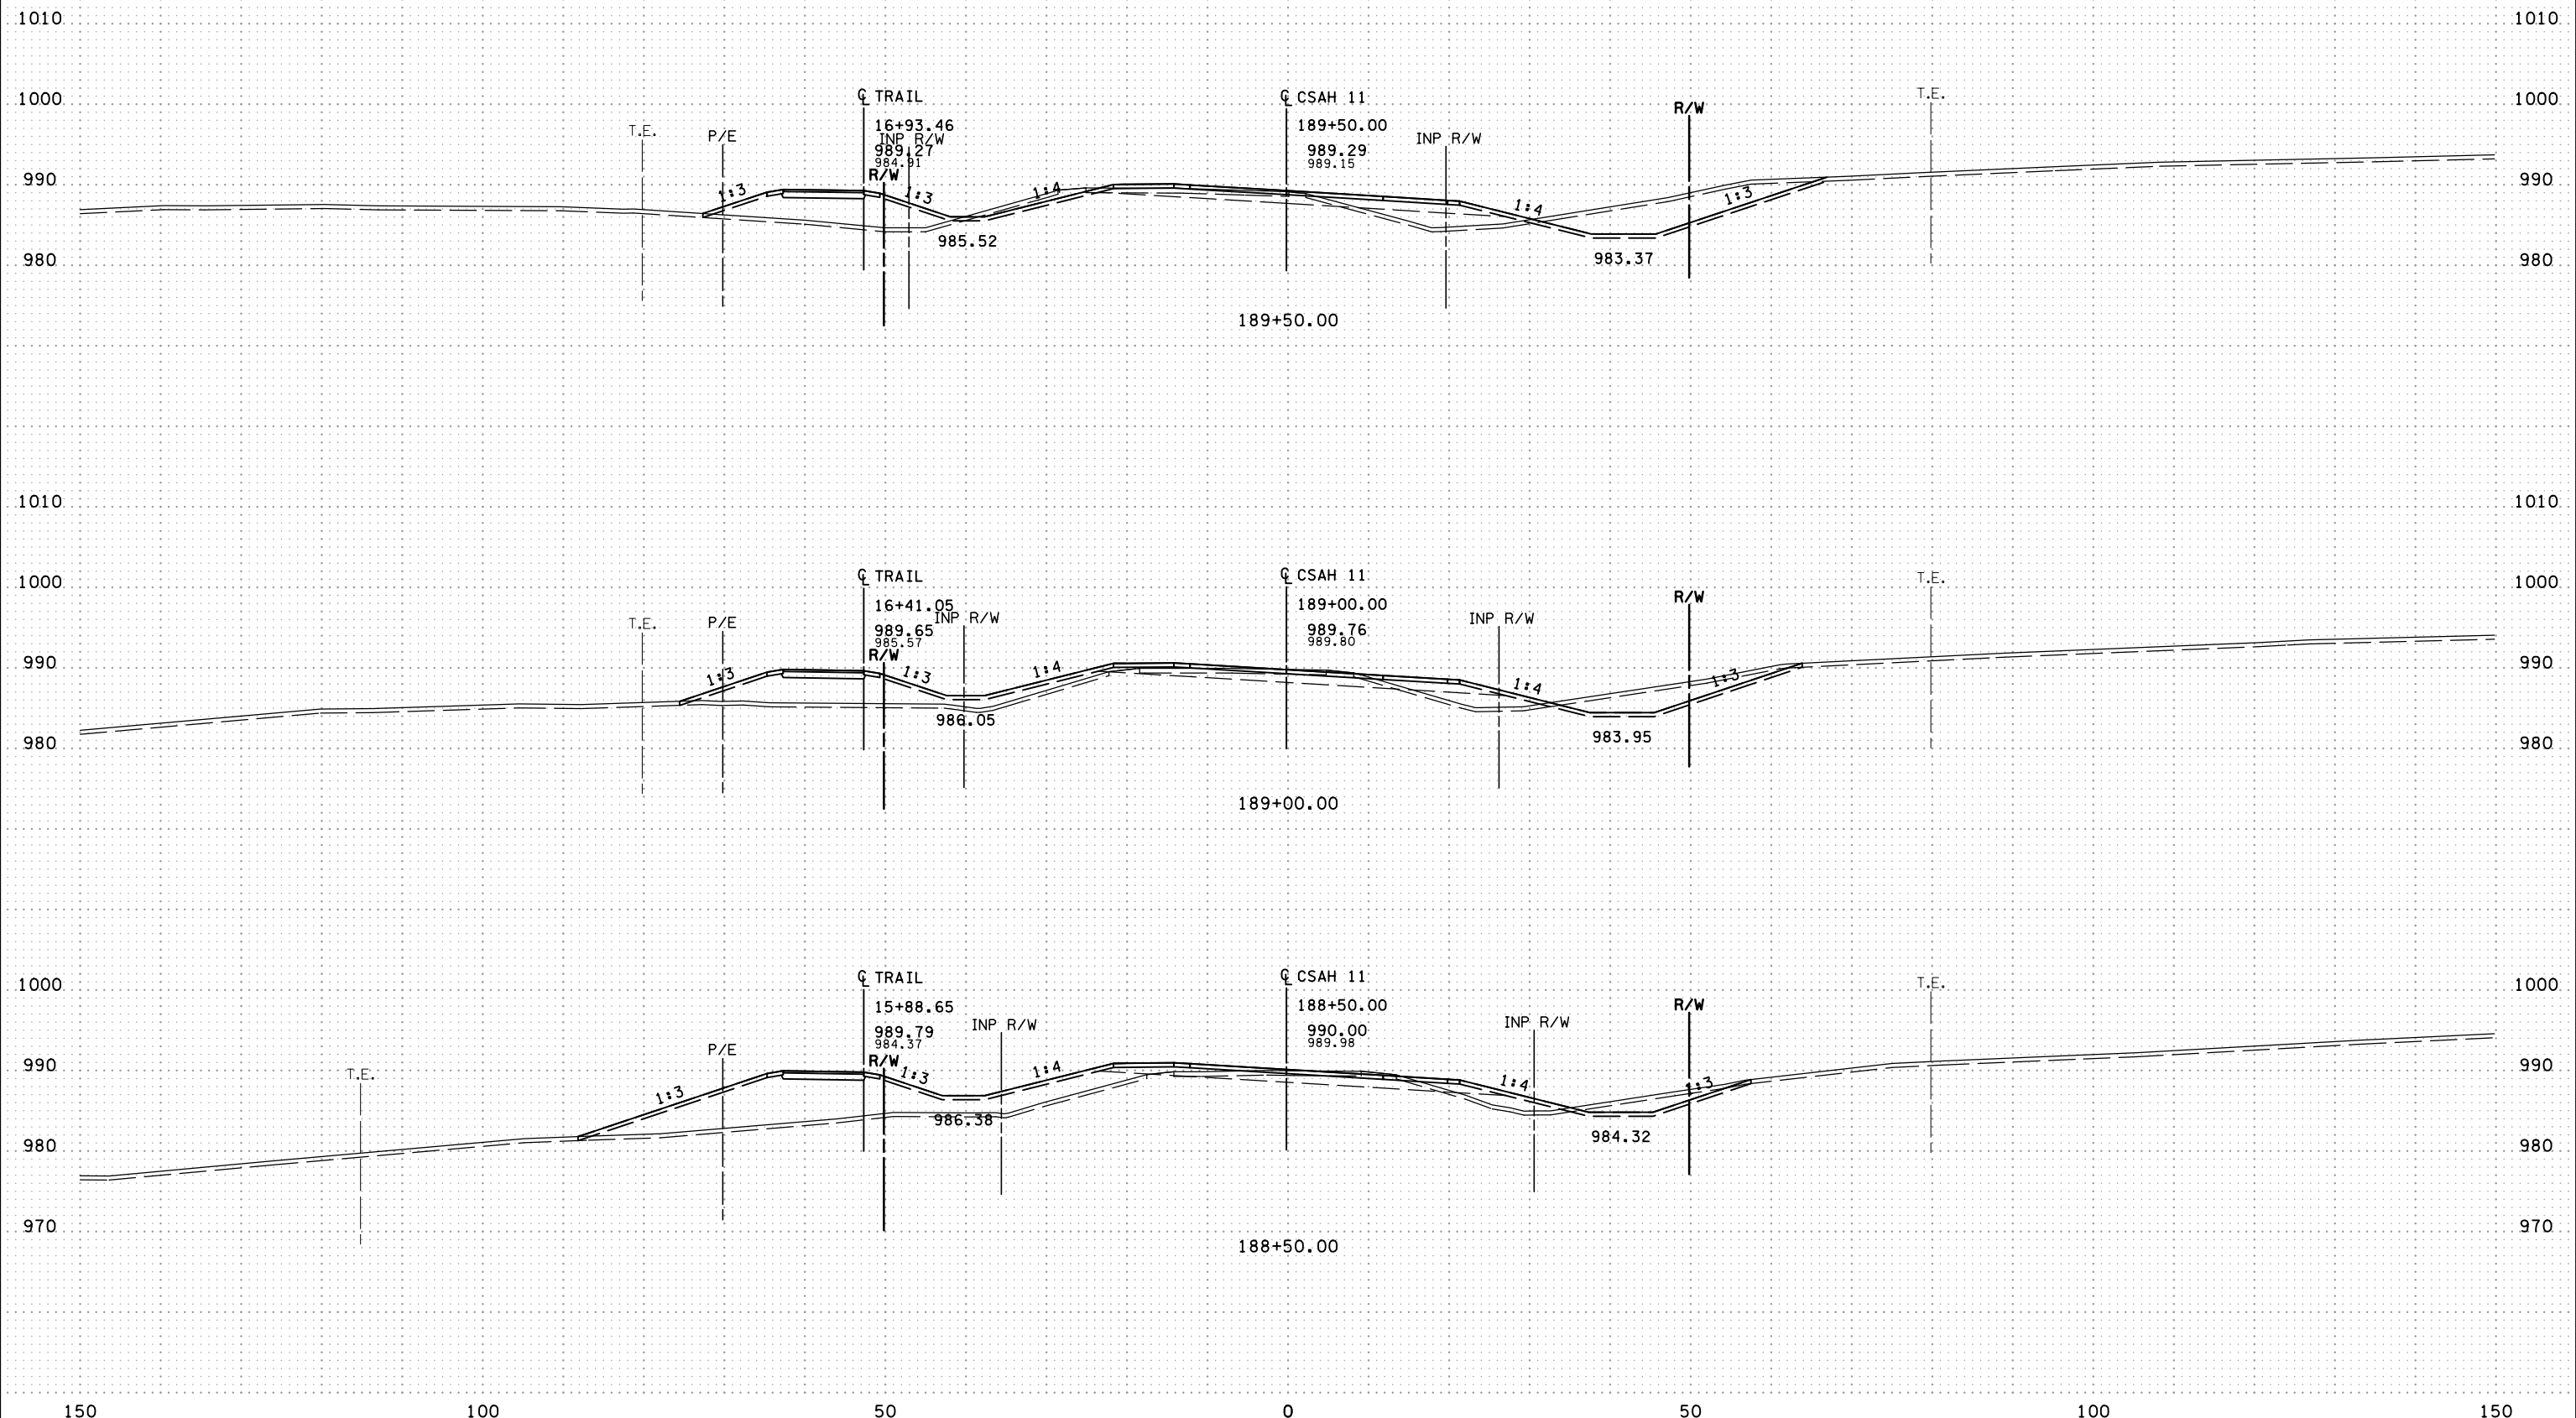 1010 1010
1000 ℄ TRAIL ℄ CSAH 11 T.E. 1000
R/W
T.E. P/E 16+93.46 189+50.00
INP R/W INP R/W
989.27 989.29
984.91 989.15
990 R/W 990
1:3 1:3 1:4 1:4 1:3
985.52
980 983.37 980
189+50.00
1010 1010
1000 ℄ TRAIL ℄ CSAH 11 T.E. 1000
R/W
16+41.05 189+00.00
T.E. P/E INP R/W INP R/W
989.65 989.76
985.57 989.80
990 R/W 990
1:3 1:3 1:4 1:4 1:3
986.05
980 983.95 980
189+00.00
1000 ℄ TRAIL ℄ CSAH 11 T.E. 1000
15+88.65 188+50.00 R/W
INP R/W INP R/W
989.79 990.00
984.37 989.98
P/E
990 T.E. R/W 990
1:3 1:3 1:4 1:4 1:3
986.38
980 984.32 980
970 970
188+50.00
150 100 50 0 50 100 150